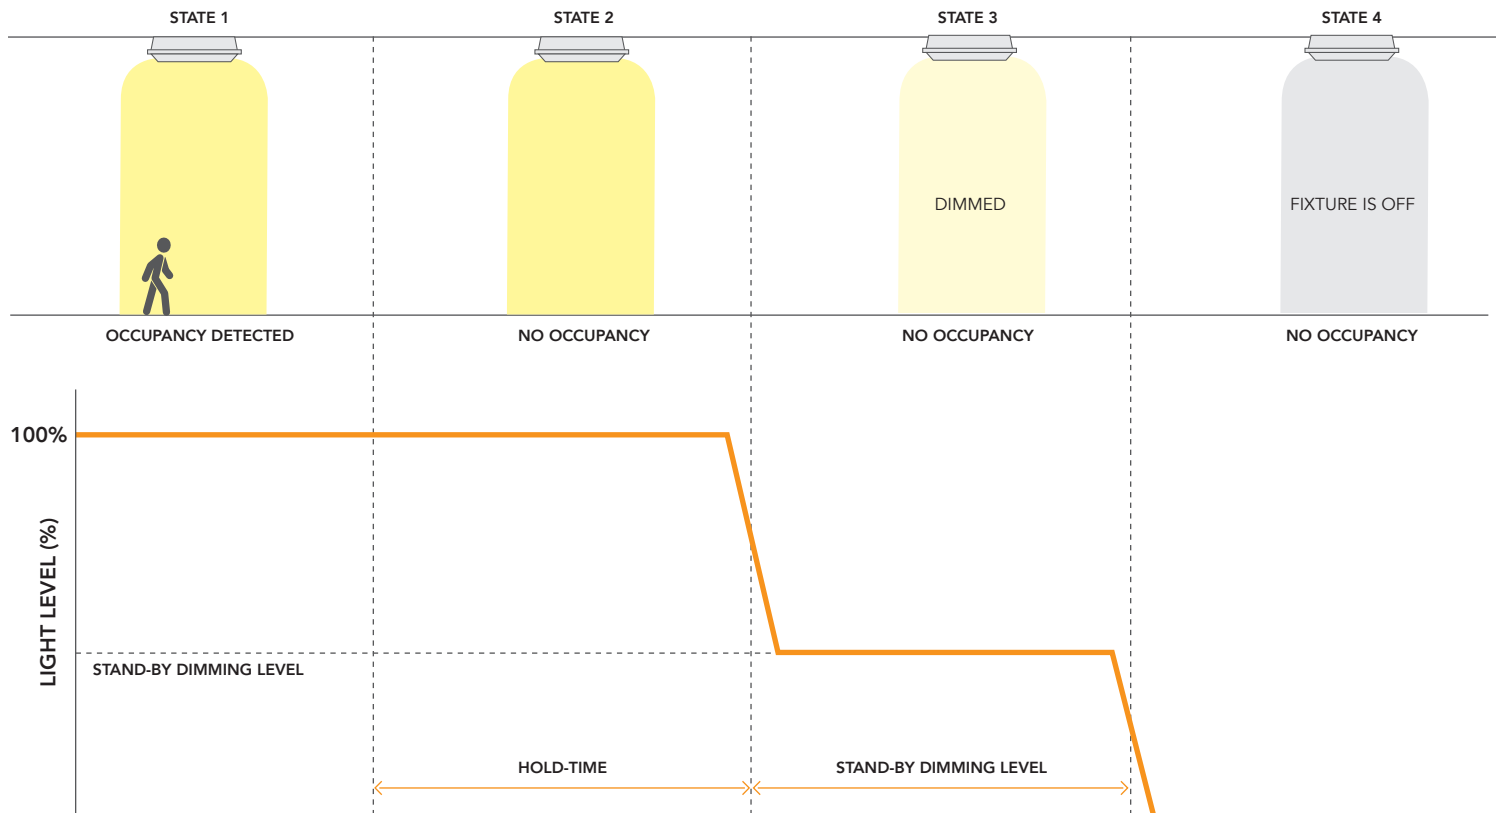 STATE 1
STATE 2
STATE 3
STATE 4
DIMMED
FIXTURE IS OFF
OCCUPANCY DETECTED
NO OCCUPANCY
NO OCCUPANCY
NO OCCUPANCY
100%
LIGHT LEVEL (%)
STAND-BY DIMMING LEVEL
HOLD-TIME
STAND-BY DIMMING LEVEL